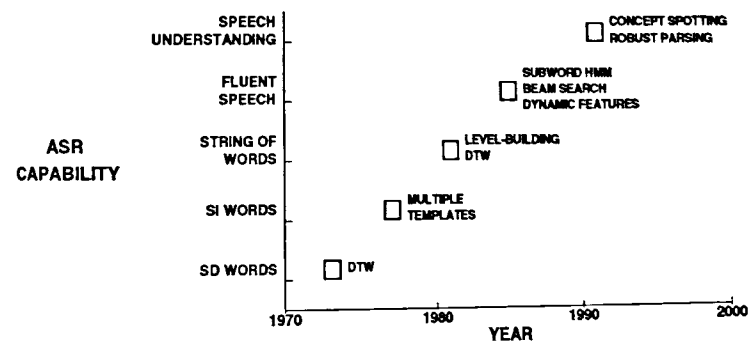 SPEECH
UNDERSTANDING
CONCEPT SPOTTING
ROBUST PARSING
FLUENT
SPEECH
SUBWORD HMM
BEAM SEARCH
DYNAMIC FEATURES
ASR
CAPABILITY
STRING OF
WORDS
LEVEL-BUILDING
DTW
SI WORDS
MULTIPLE
TEMPLATES
SD WORDS
DTW
1970
1980
1990
2000
YEAR